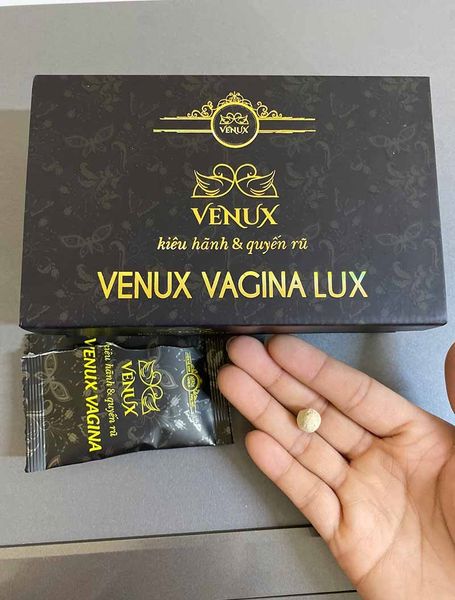 VENUX
VENUX
kiêu hãnh & quyến rũ
VENUX VAGINA LUX
VENUX
kiêu hãnh & quyến rũ
VENUX VAGINA